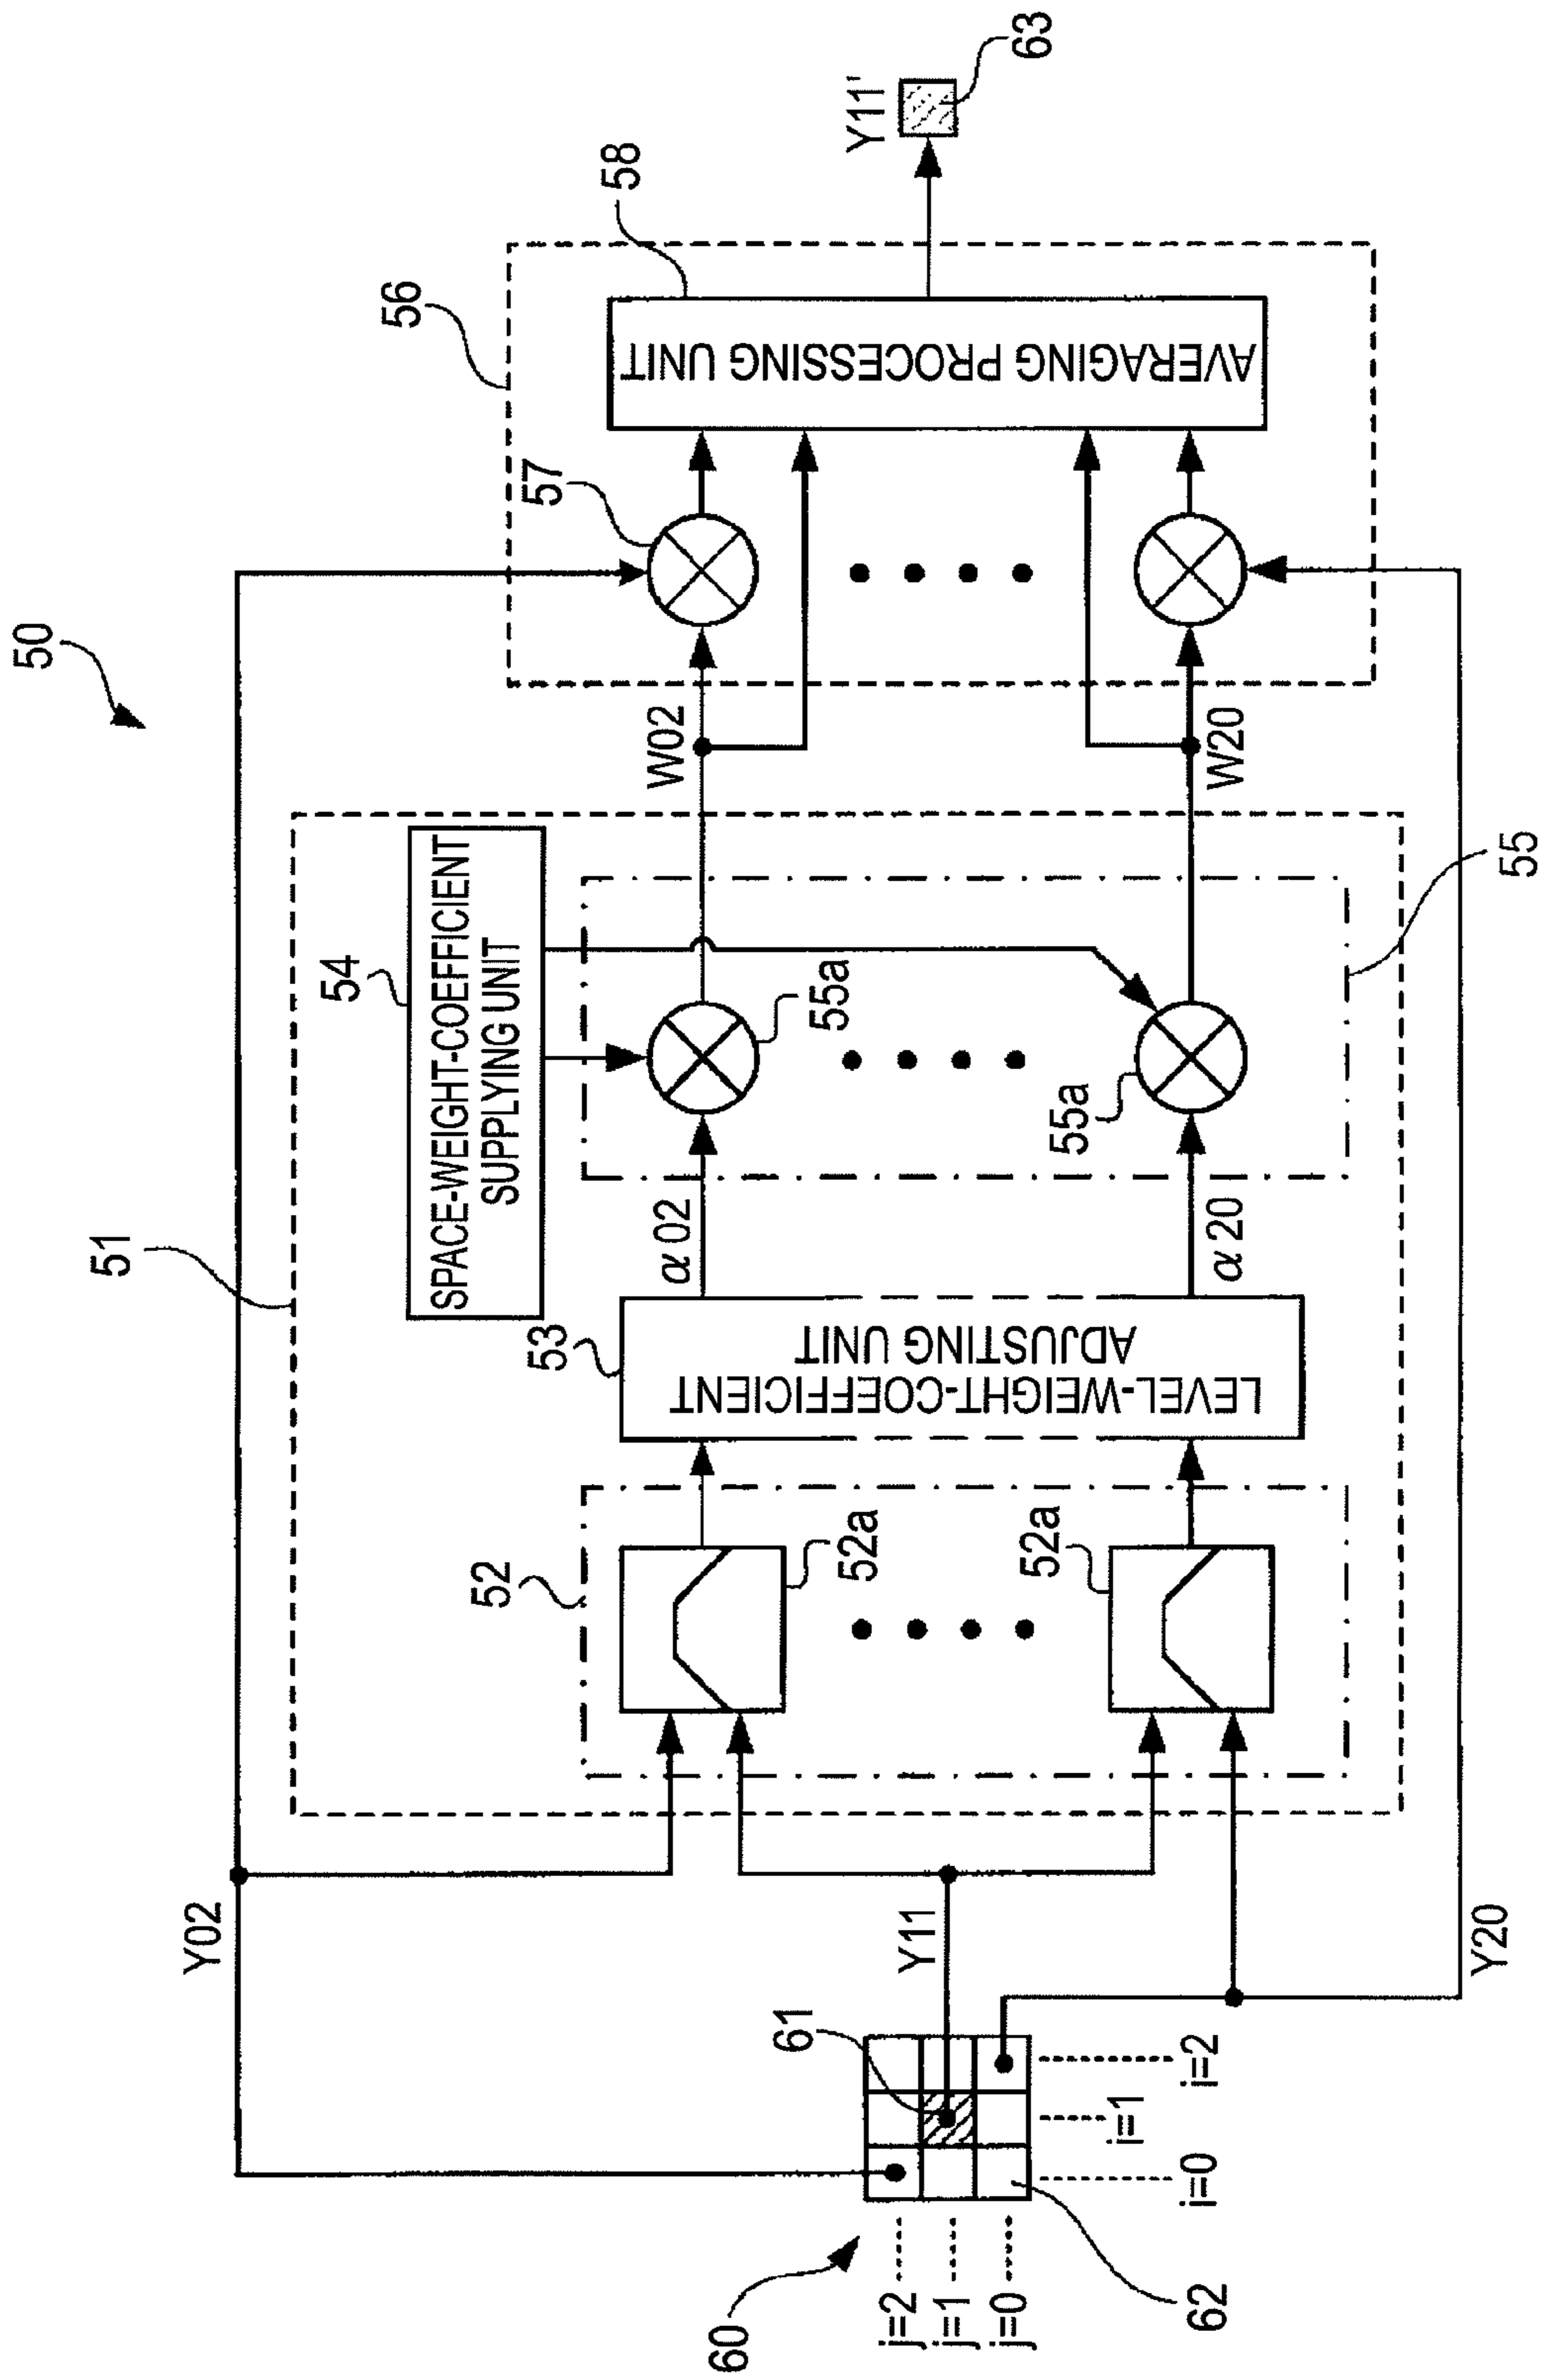 50
51
54
SPACE-WEIGHT-COEFFICIENT
SUPPLYING UNIT
56
58
57
Y02
52
53
α02
55a
W02
AVERAGING PROCESSING UNIT
Y11'
63
52a
LEVEL-WEIGHT-COEFFICIENT
ADJUSTING UNIT
61
Y11
52a
α20
55a
W20
55
Y20
60
j=2
j=1
j=0
62
i=0
i=1
i=2